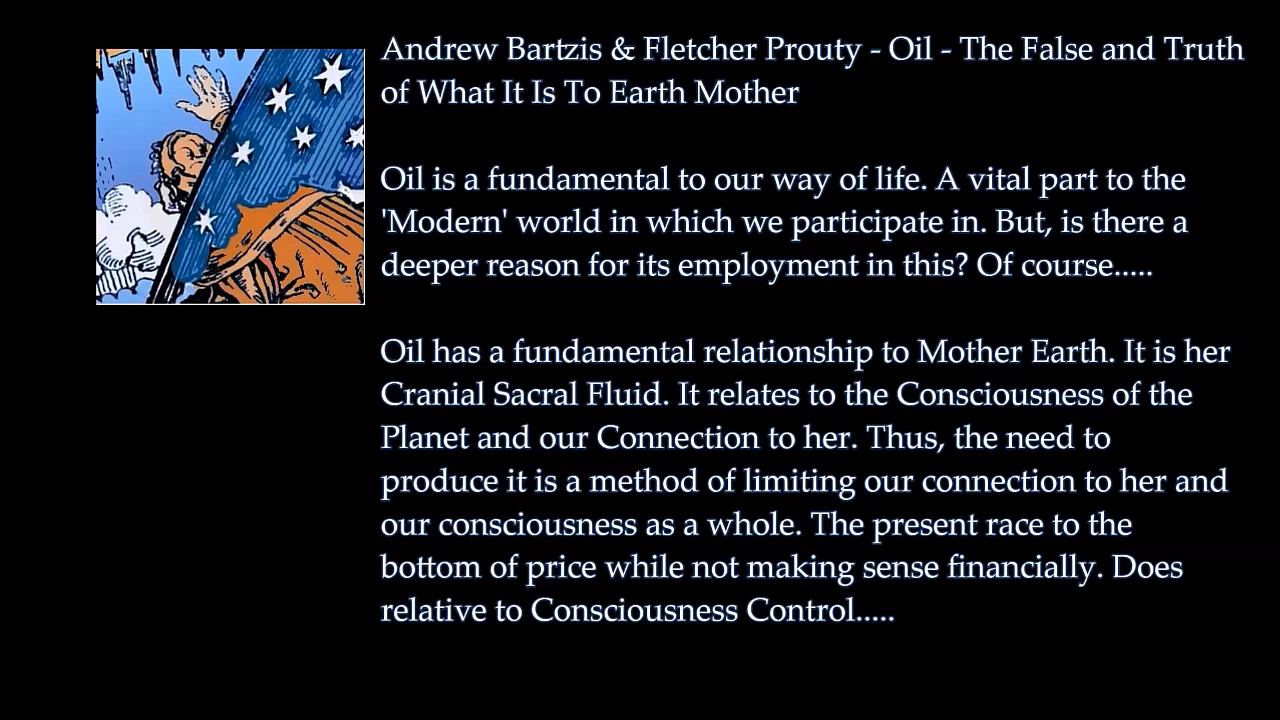 Andrew Bartzis & Fletcher Prouty - Oil - The False and Truth
of What It Is To Earth Mother
Oil is a fundamental to our way of life. A vital part to the
'Modern' world in which we participate in. But, is there a
deeper reason for its employment in this? Of course.....
Oil has a fundamental relationship to Mother Earth. It is her
Cranial Sacral Fluid. It relates to the Consciousness of the
Planet and our Connection to her. Thus, the need to
produce it is a method of limiting our connection to her and
our consciousness as a whole. The present race to the
bottom of price while not making sense financially. Does
relative to Consciousness Control.....